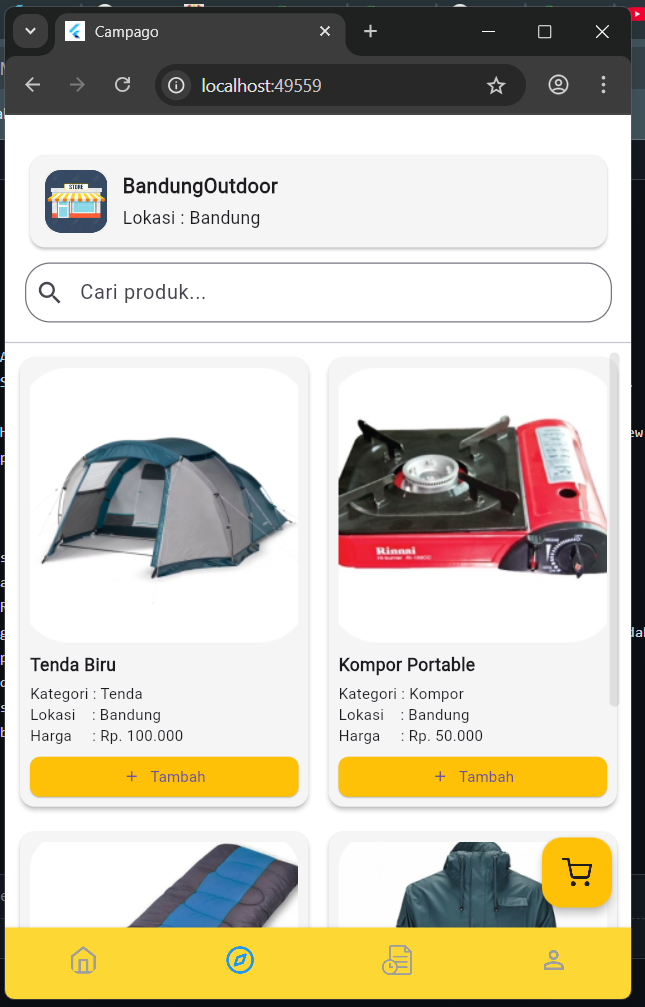 Campago
localhost:49559
STORE
BandungOutdoor
Lokasi : Bandung
Cari produk...
Rinnai
Tenda Biru
Kategori : Tenda
Lokasi : Bandung
Harga : Rp. 100.000
+ Tambah
Kompor Portable
Kategori : Kompor
Lokasi : Bandung
Harga : Rp. 50.000
+ Tambah